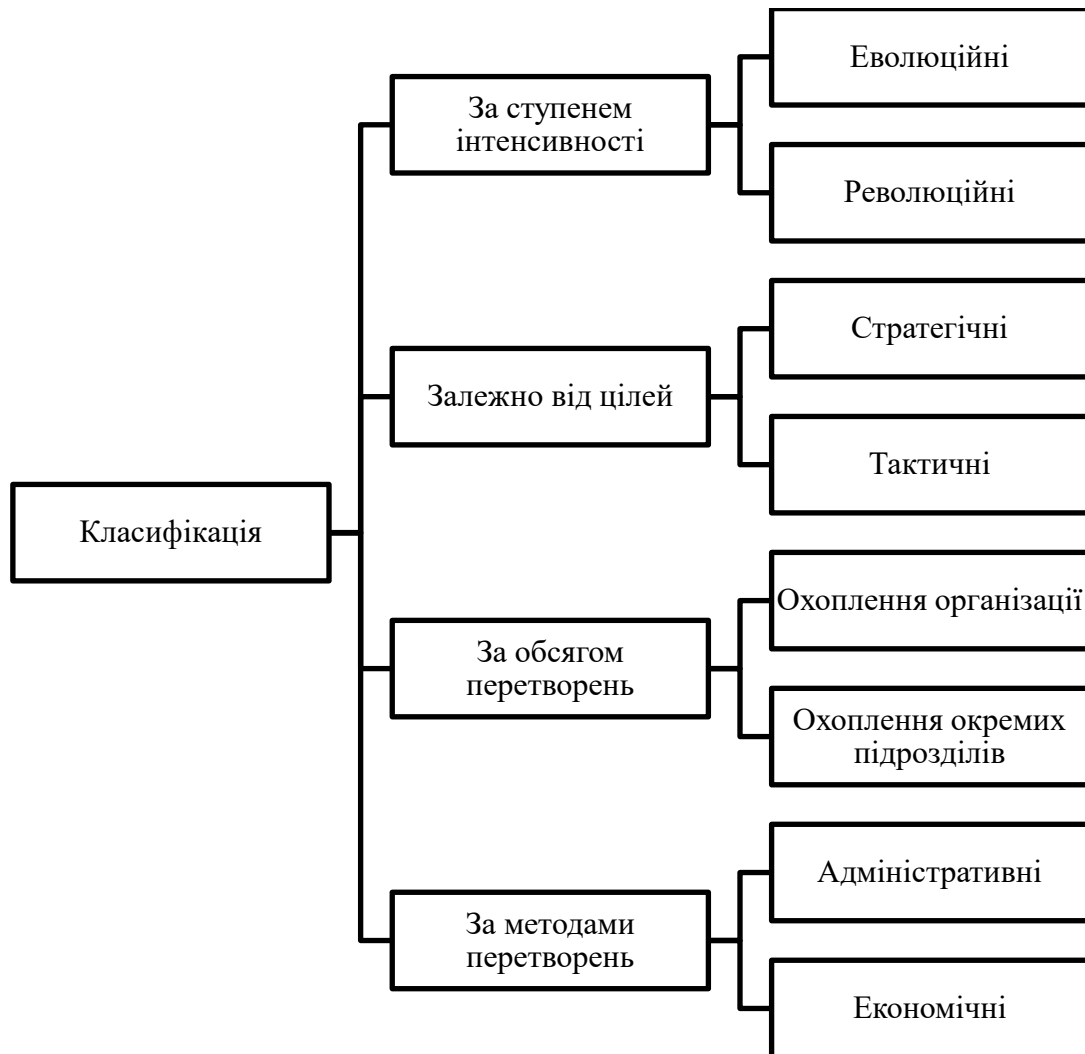 Класифікація
За ступенем
інтенсивності
Еволюційні
Революційні
Залежно від цілей
Стратегічні
Тактичні
За обсягом
перетворень
Охоплення організації
Охоплення окремих
підрозділів
За методами
перетворень
Адміністративні
Економічні